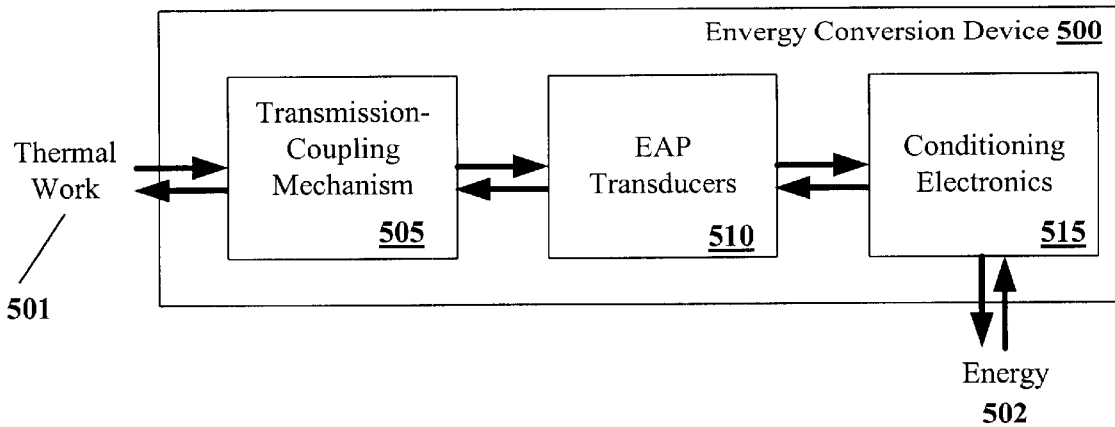 Envergy Conversion Device 500
Transmission-
Coupling
Mechanism
505
EAP
Transducers
510
Conditioning
Electronics
515
Thermal
Work
501
Energy
502